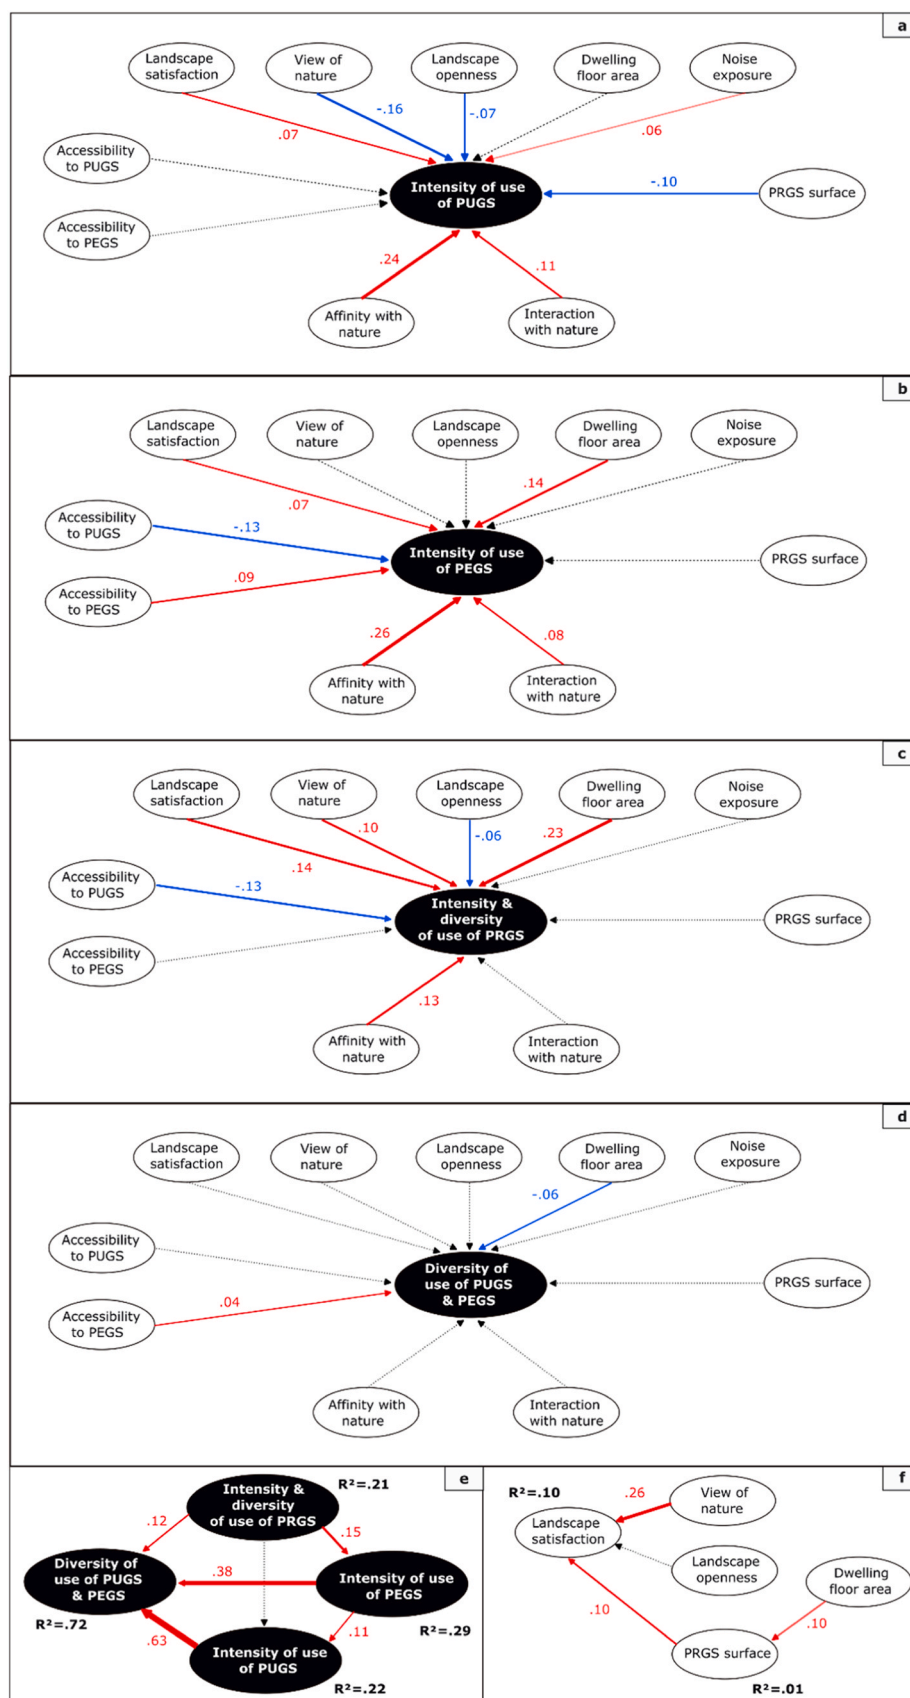 a
Landscape
satisfaction
View of
nature
Landscape
openness
Dwelling
floor area
Noise
exposure
-.16
-.07
.07
.06
Accessibility
to PUGS
Intensity of use
of PUGS
-.10
PRGS surface
Accessibility
to PEGS
.24
.11
Affinity with
nature
Interaction
with nature
b
Landscape
satisfaction
View of
nature
Landscape
openness
Dwelling
floor area
Noise
exposure
.14
.07
Accessibility
to PUGS
-.13
Intensity of use
of PEGS
PRGS surface
.09
Accessibility
to PEGS
.26
.08
Affinity with
nature
Interaction
with nature
c
Landscape
satisfaction
View of
nature
Landscape
openness
Dwelling
floor area
Noise
exposure
.10
-.06
.23
.14
Accessibility
to PUGS
-.13
Intensity &
diversity
of use of PRGS
PRGS surface
Accessibility
to PEGS
.13
Affinity with
nature
Interaction
with nature
d
Landscape
satisfaction
View of
nature
Landscape
openness
Dwelling
floor area
Noise
exposure
-.06
Accessibility
to PUGS
Diversity of
use of PUGS
& PEGS
PRGS surface
.04
Accessibility
to PEGS
Affinity with
nature
Interaction
with nature
e
Intensity &
diversity
of use of PRGS
R²=.21
.12
.15
Diversity of
use of PUGS
& PEGS
.38
Intensity of use
of PEGS
R²=.72
.63
.11
R²=.29
Intensity of use
of PUGS
R²=.22
f
R²=.10
.26
View of
nature
Landscape
satisfaction
Landscape
openness
Dwelling
floor area
.10
.10
PRGS surface
R²=.01